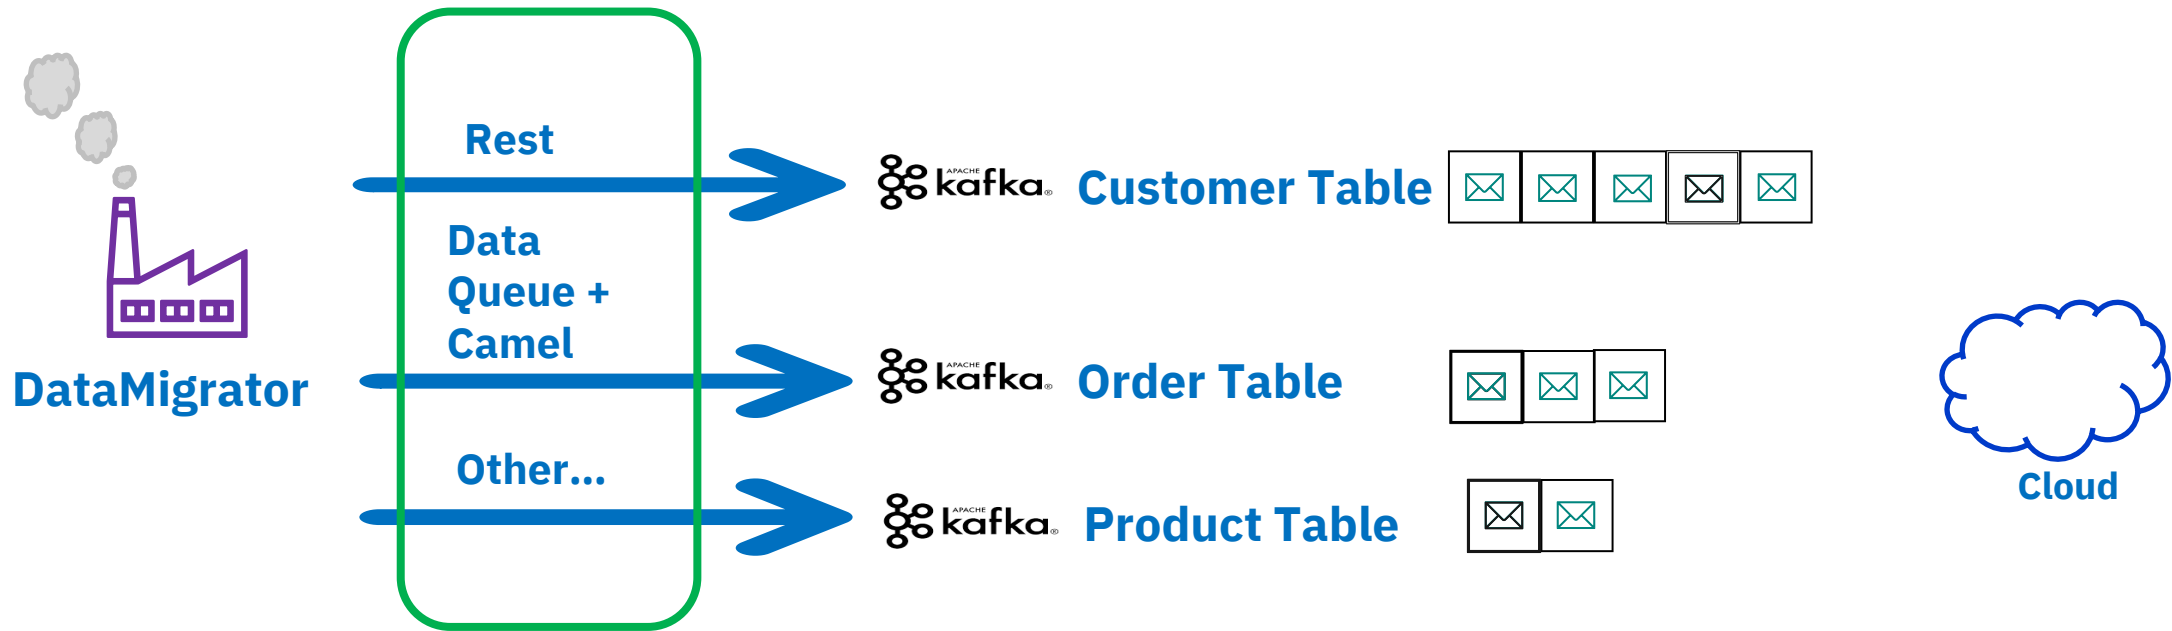 Rest
APACHE
kafka®
Customer Table
Data
Queue +
Camel
DataMigrator
APACHE
kafka®
Order Table
Other...
APACHE
kafka®
Product Table
Cloud